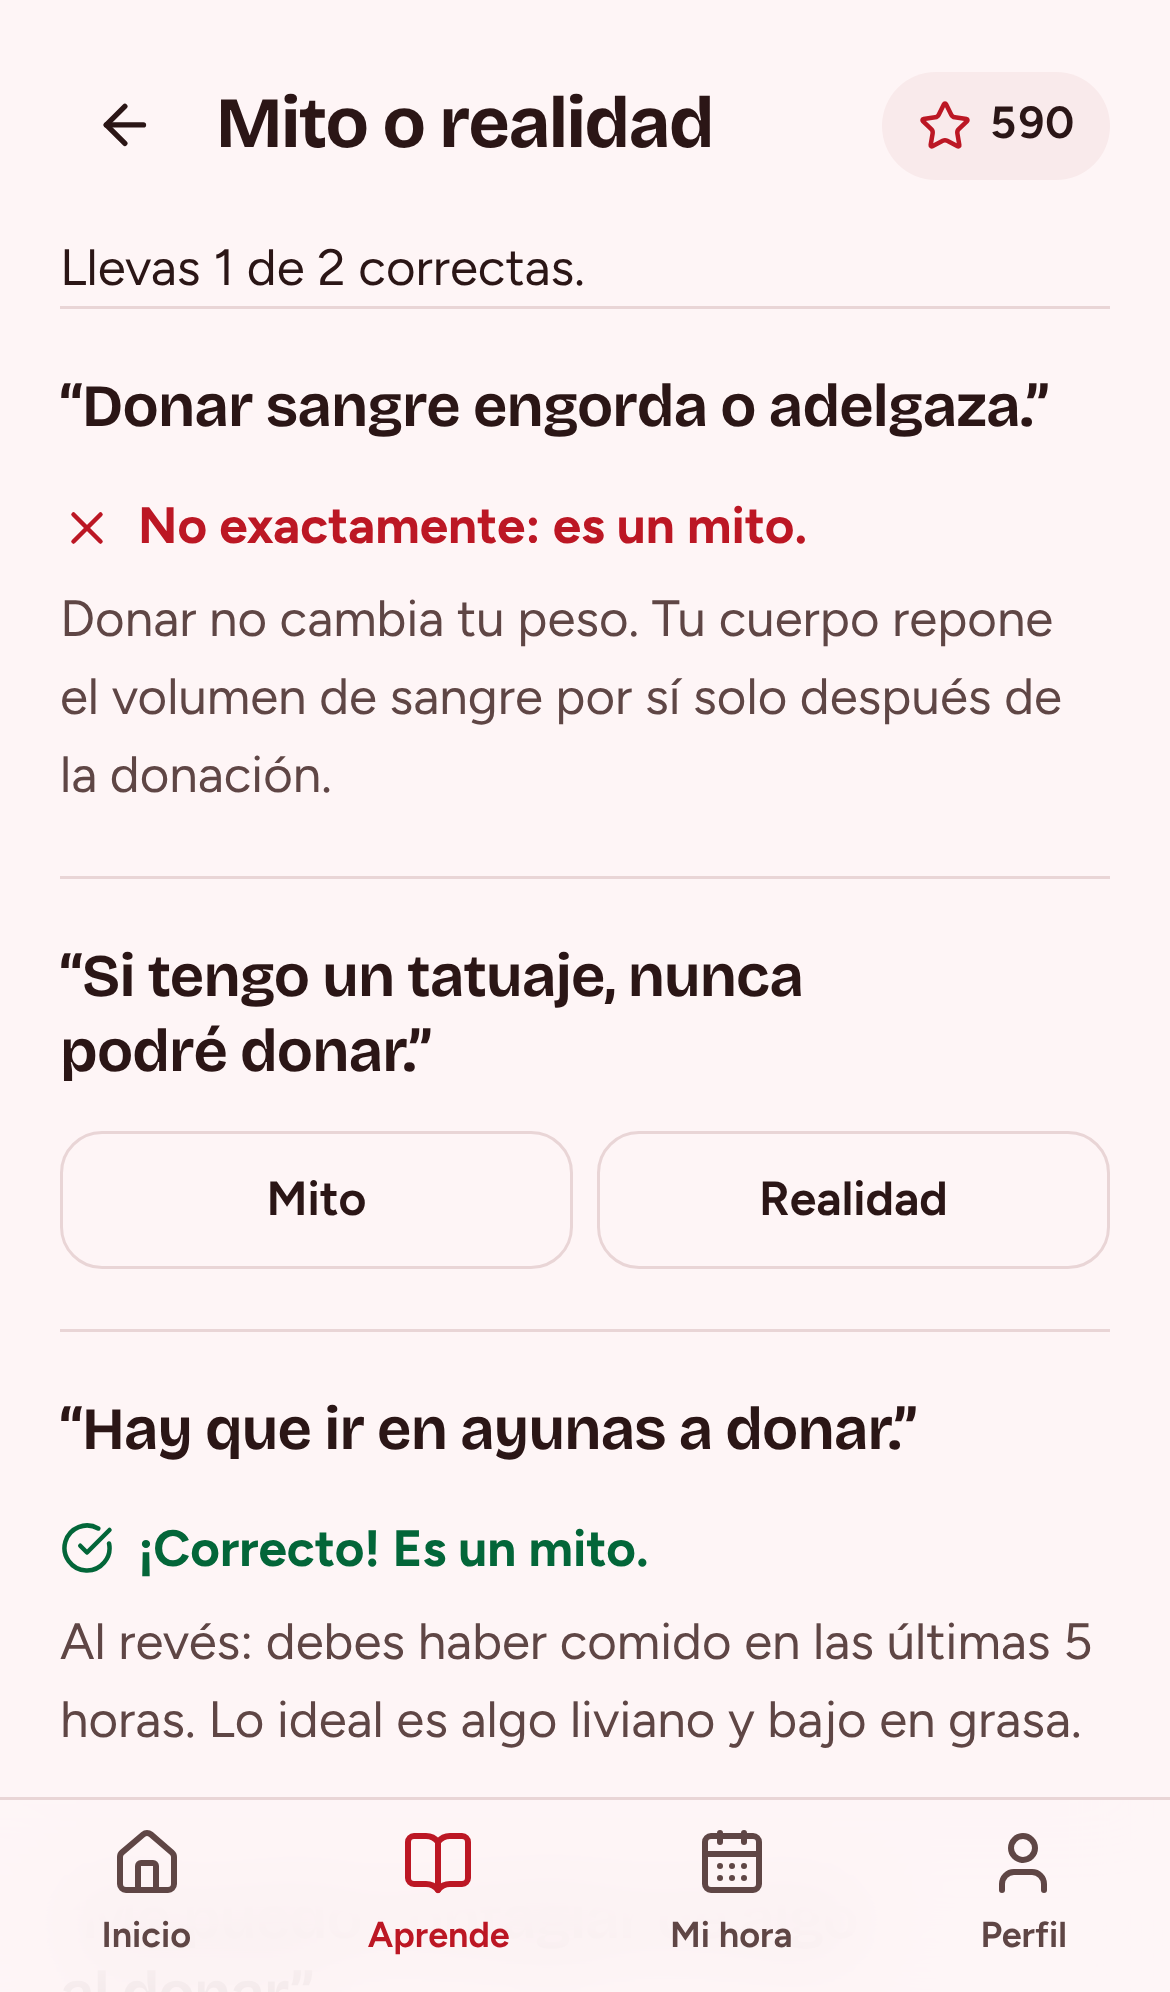 Mito o realidad
590
Llevas 1 de 2 correctas.
“Donar sangre engorda o adelgaza.”
No exactamente: es un mito.
Donar no cambia tu peso. Tu cuerpo repone
el volumen de sangre por sí solo después de
la donación.
“Si tengo un tatuaje, nunca
podré donar.”
Mito
Realidad
“Hay que ir en ayunas a donar.”
¡Correcto! Es un mito.
Al revés: debes haber comido en las últimas 5
horas. Lo ideal es algo liviano y bajo en grasa.
Inicio
Aprende
Mi hora
Perfil
al donar”